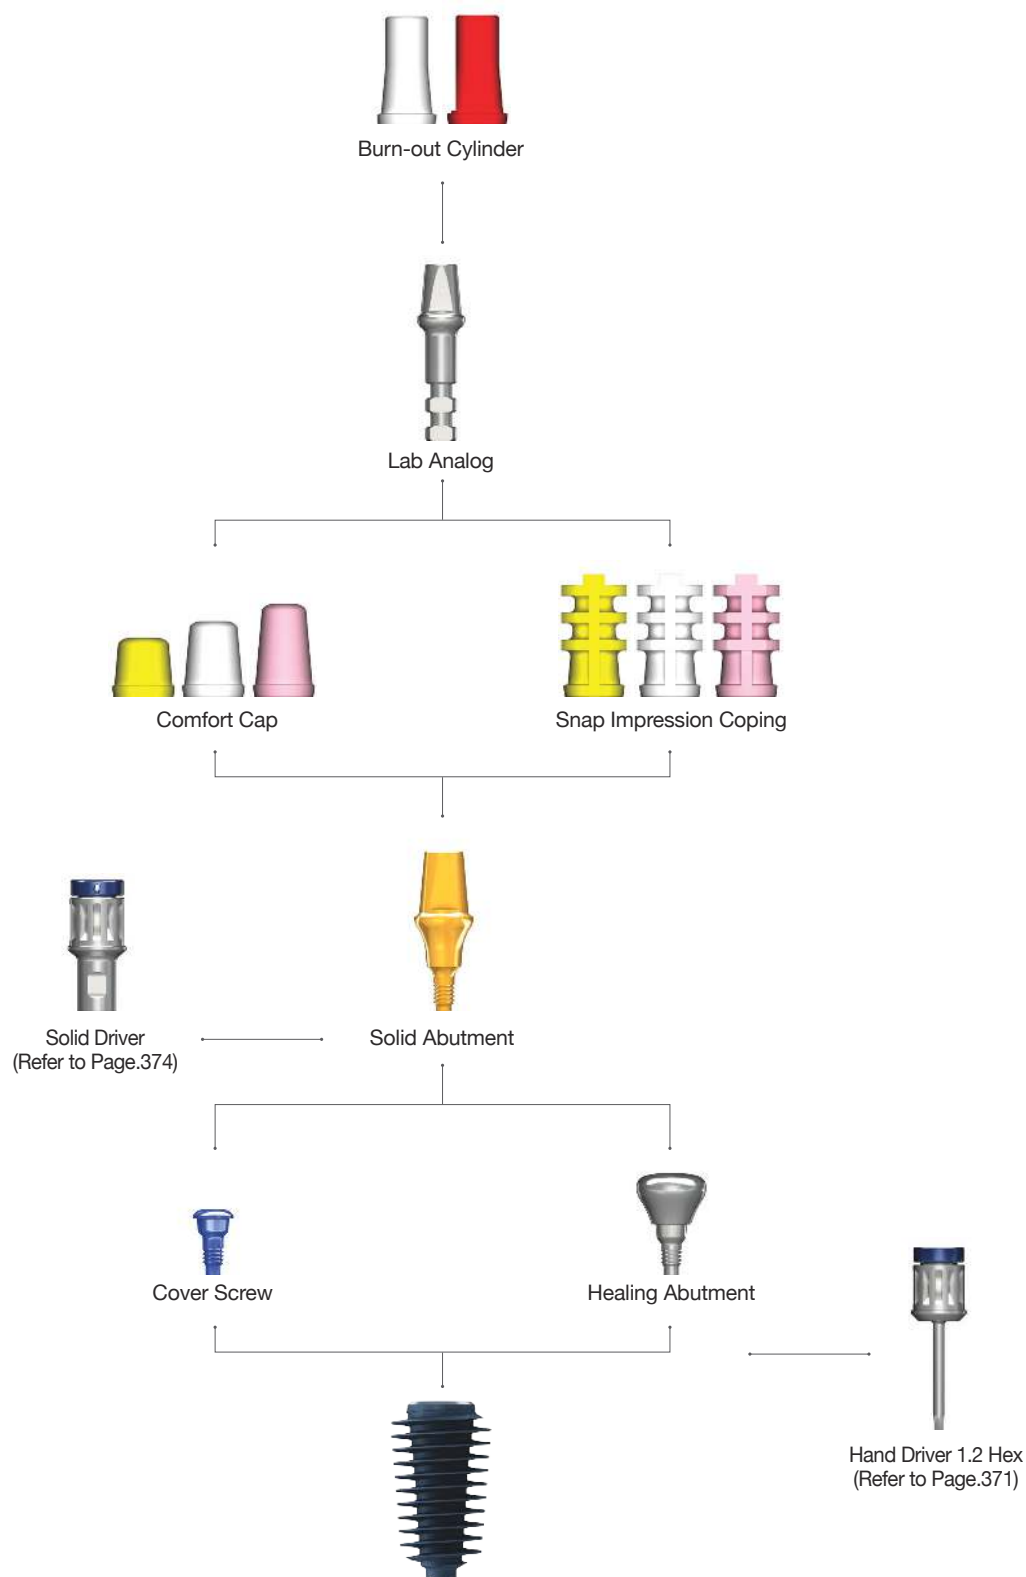 Burn-out Cylinder
Lab Analog
Comfort Cap
Snap Impression Coping
Solid Driver
(Refer to Page.374)
Solid Abutment
Cover Screw
Healing Abutment
Hand Driver 1.2 Hex
(Refer to Page.371)